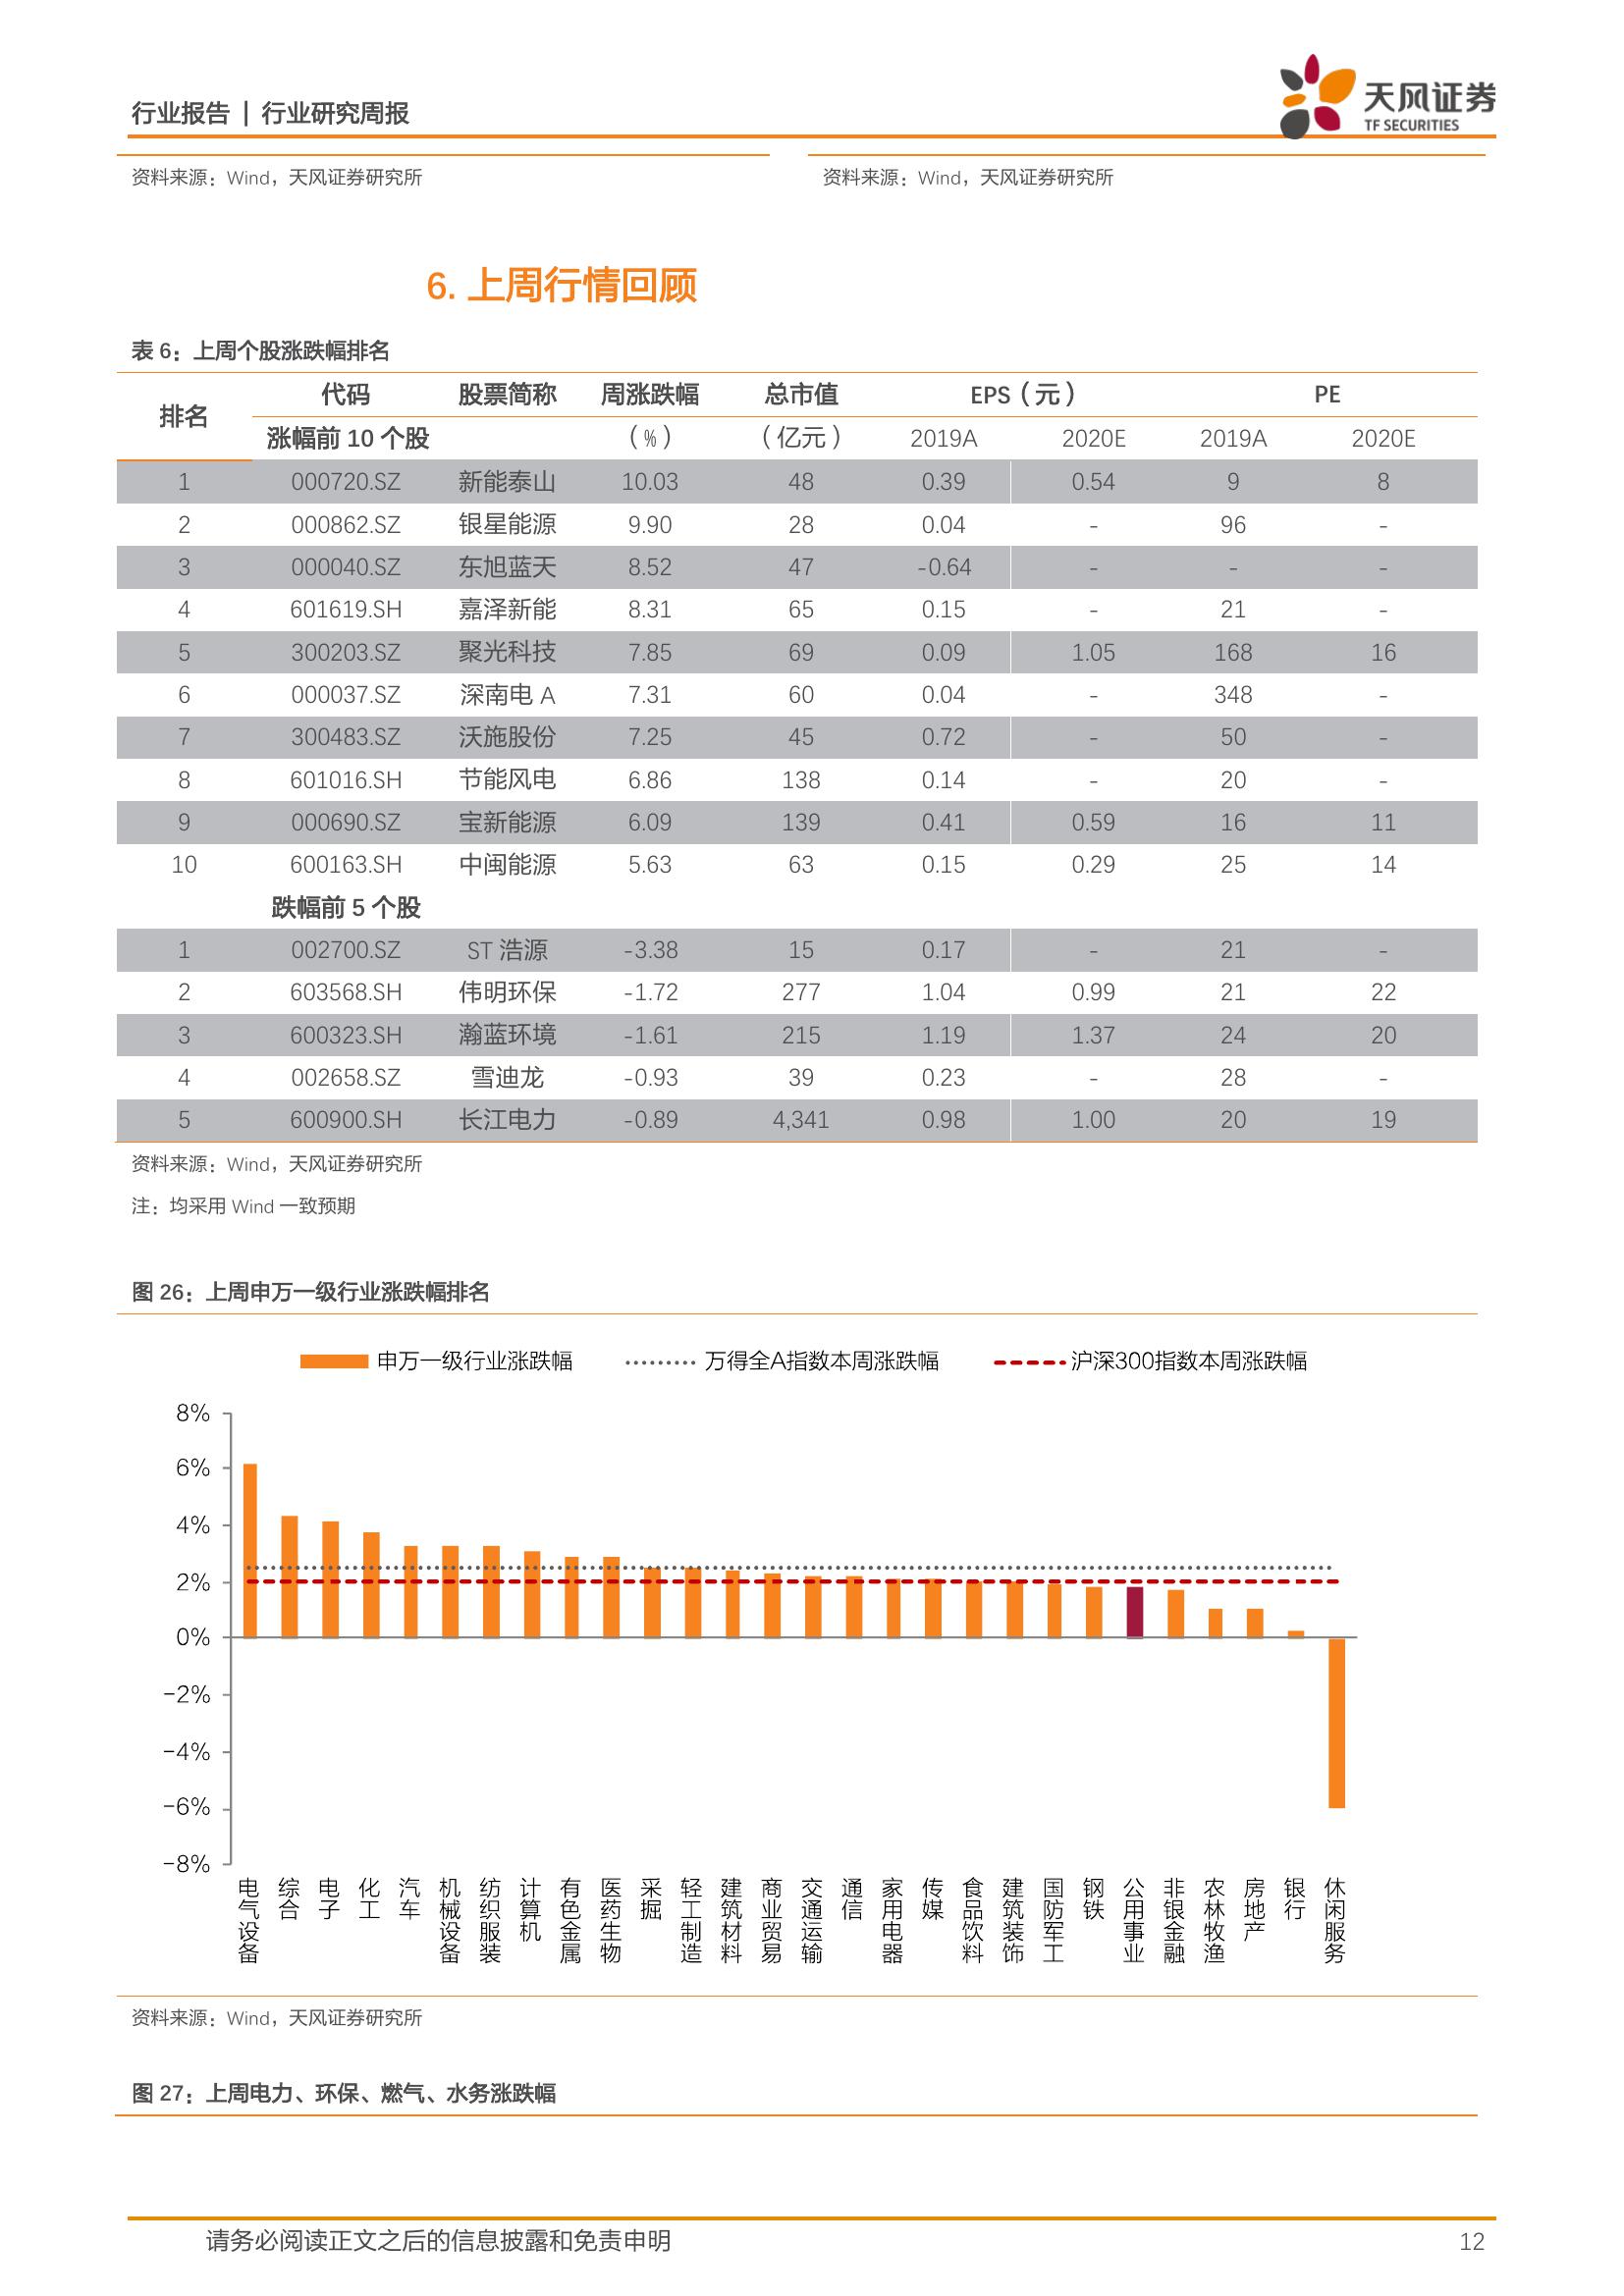 行业报告 | 行业研究周报
天风证券
TF SECURITIES
资料来源：Wind，天风证券研究所 资料来源：Wind，天风证券研究所
6. 上周行情回顾
表 6：上周个股涨跌幅排名
排名 代码 股票简称 周涨跌幅 总市值 EPS（元） PE
涨幅前 10 个股 （%） （亿元） 2019A 2020E 2019A 2020E
1 000720.SZ 新能泰山 10.03 48 0.39 0.54 9 8
2 000862.SZ 银星能源 9.90 28 0.04 - 96 -
3 000040.SZ 东旭蓝天 8.52 47 -0.64 - - -
4 601619.SH 嘉泽新能 8.31 65 0.15 - 21 -
5 300203.SZ 聚光科技 7.85 69 0.09 1.05 168 16
6 000037.SZ 深南电 A 7.31 60 0.04 - 348 -
7 300483.SZ 沃施股份 7.25 45 0.72 - 50 -
8 601016.SH 节能风电 6.86 138 0.14 - 20 -
9 000690.SZ 宝新能源 6.09 139 0.41 0.59 16 11
10 600163.SH 中闽能源 5.63 63 0.15 0.29 25 14
跌幅前 5 个股
1 002700.SZ ST 浩源 -3.38 15 0.17 - 21 -
2 603568.SH 伟明环保 -1.72 277 1.04 0.99 21 22
3 600323.SH 瀚蓝环境 -1.61 215 1.19 1.37 24 20
4 002658.SZ 雪迪龙 -0.93 39 0.23 - 28 -
5 600900.SH 长江电力 -0.89 4,341 0.98 1.00 20 19
资料来源：Wind，天风证券研究所
注：均采用 Wind 一致预期
图 26：上周申万一级行业涨跌幅排名
申万一级行业涨跌幅 万得全A指数本周涨跌幅 沪深300指数本周涨跌幅
8%
6%
4%
2%
0%
-2%
-4%
-6%
-8%
电气设备 综合 电子 化工 汽车 机械设备 纺织服装 计算机 有色金属 医药生物 采掘 轻工制造 建筑材料 商业贸易 交通运输 通信 家用电器 传媒 食品饮料 建筑装饰 国防军工 钢铁 公用事业 非银金融 农林牧渔 房地产 银行 休闲服务
资料来源：Wind，天风证券研究所
图 27：上周电力、环保、燃气、水务涨跌幅
请务必阅读正文之后的信息披露和免责申明 12